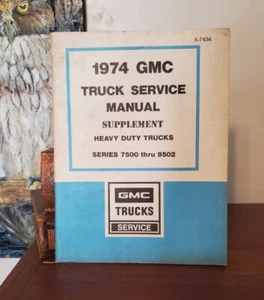 X-7434
1974 GMC
TRUCK SERVICE
MANUAL
SUPPLEMENT
HEAVY DUTY TRUCKS
SERIES 7500 thru 9502
GMC
TRUCKS
SERVICE